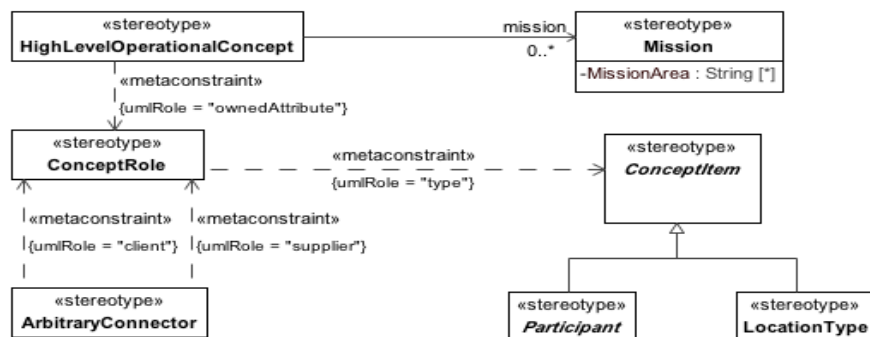 «stereotype»
HighLevelOperationalConcept
mission
0..*
«stereotype»
Mission
-MissionArea : String [*]
«metaconstraint»
{umlRole = "ownedAttribute"}
«stereotype»
ConceptRole
«metaconstraint»
{umlRole = "type"}
«stereotype»
ConceptItem
«metaconstraint»
{umlRole = "client"}
«metaconstraint»
{umlRole = "supplier"}
«stereotype»
ArbitraryConnector
«stereotype»
Participant
«stereotype»
LocationType